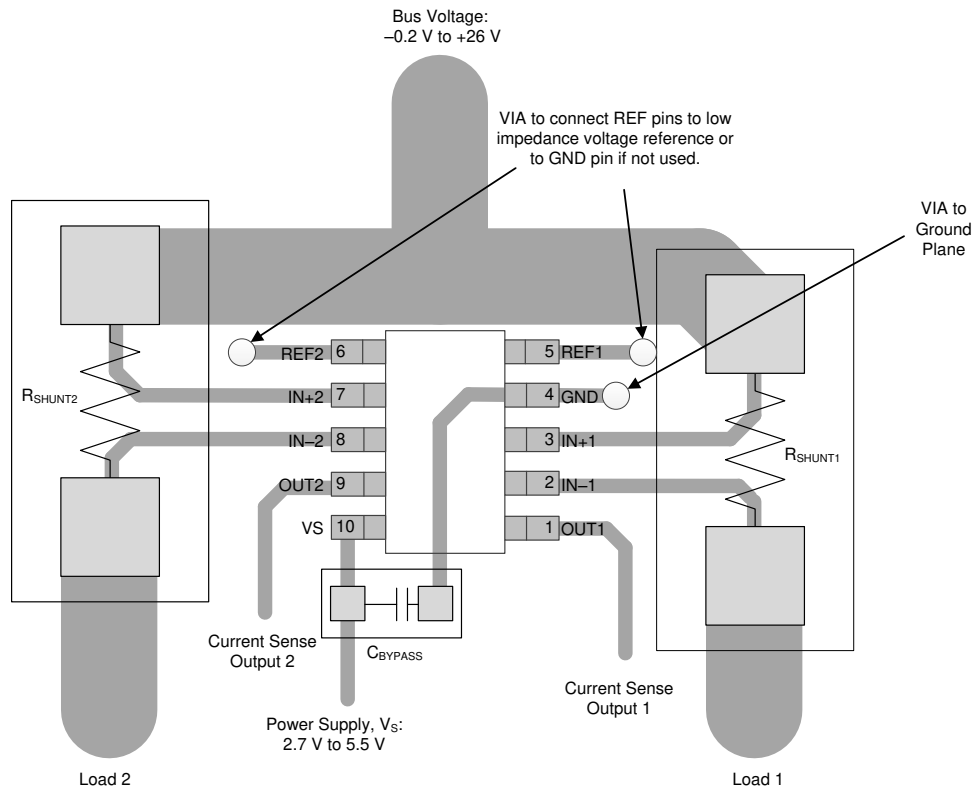 Bus Voltage:
–0.2 V to +26 V
VIA to connect REF pins to low
impedance voltage reference or
to GND pin if not used.
VIA to
Ground
Plane
REF2 6
5 REF1
IN+2 7
4 GND
RSHUNT2
IN–2 8
3 IN+1
RSHUNT1
OUT2 9
2 IN–1
VS 10
1 OUT1
CBYPASS
Current Sense
Output 2
Current Sense
Output 1
Power Supply, VS:
2.7 V to 5.5 V
Load 2
Load 1